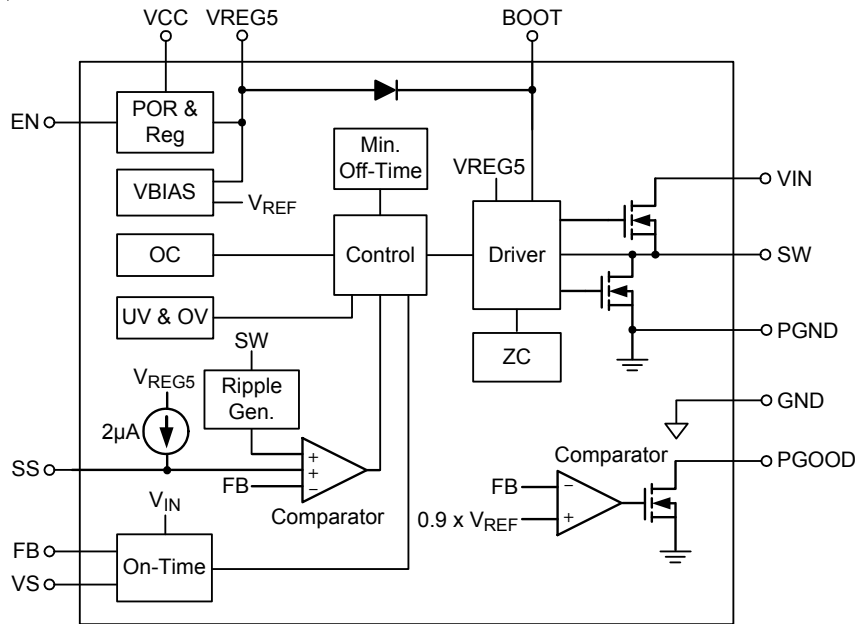 VCC
VREG5
BOOT
EN
POR &
Reg
Min.
Off-Time
VREG5
VIN
VBIAS
VREF
OC
Control
Driver
SW
UV & OV
PGND
SW
ZC
VREG5
Ripple
Gen.
GND
2µA
+
Comparator
PGOOD
SS
+
FB
−
FB
−
Comparator
0.9 x VREF
+
VIN
FB
On-Time
VS